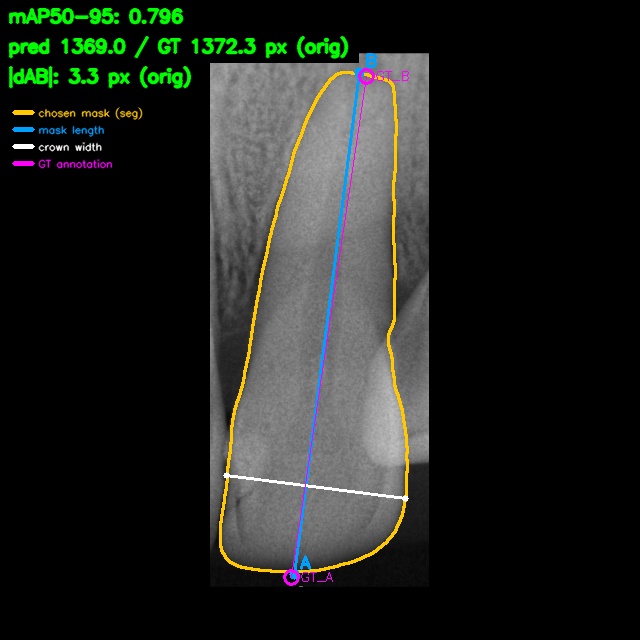 mAP50-95: 0.796
pred 1369.0 / GT 1372.3 px (orig)
|dAB|: 3.3 px (orig)
chosen mask (seg)
mask length
crown width
GT annotation
B
GT_B
A
GT_A